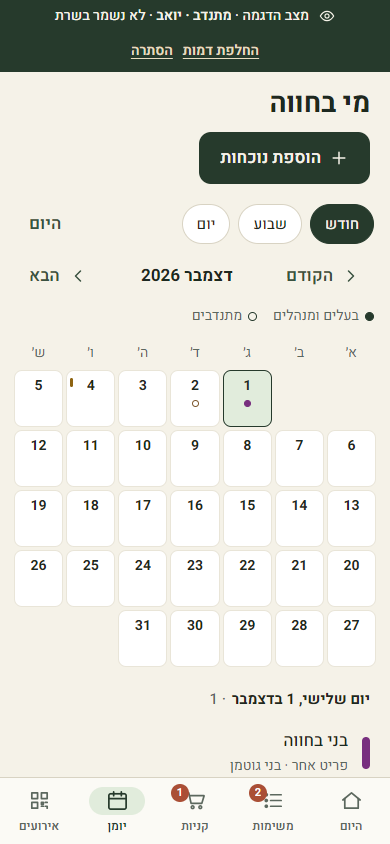 מצב הדגמה · מתנדב · יואב · לא נשמר בשרת
החלפת דמות הסתרה
מי בחווה
הוספת נוכחות
חודש שבוע יום היום
הקודם דצמבר 2026 הבא
בעלים ומנהלים מתנדבים
א׳ ב׳ ג׳ ד׳ ה׳ ו׳ ש׳
1 2 3 4 5
6 7 8 9 10 11 12
13 14 15 16 17 18 19
20 21 22 23 24 25 26
27 28 29 30 31
יום שלישי, 1 בדצמבר · 1
בני בחווה
פריט אחר · בני גוטמן
2 1
היום משימות קניות יומן אירועים